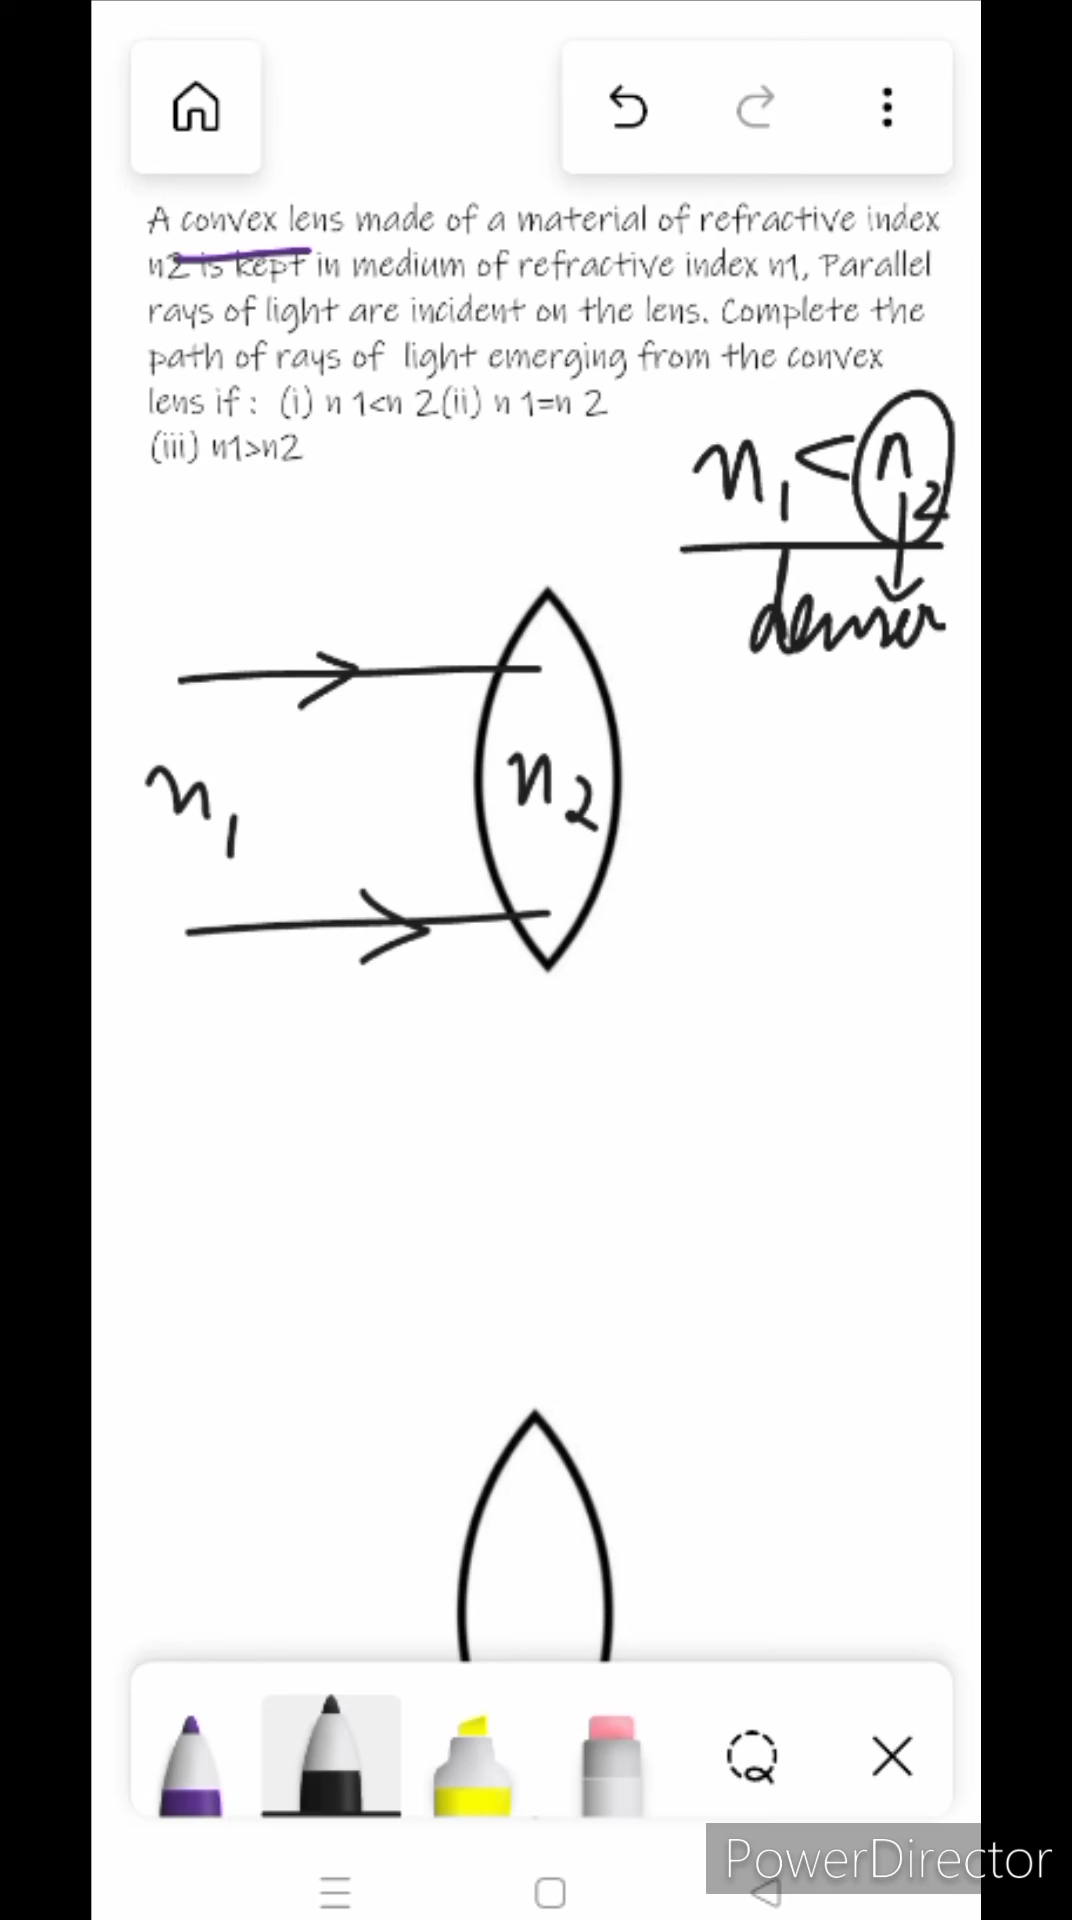 A convex lens made of a material of refractive index
n2 is kept in medium of refractive index n1, Parallel
rays of light are incident on the lens. Complete the
path of rays of light emerging from the convex
lens if : (i) n 1<n 2(ii) n 1=n 2
(iii) n1>n2
n1 < n2
denser
n2
n1
PowerDirector